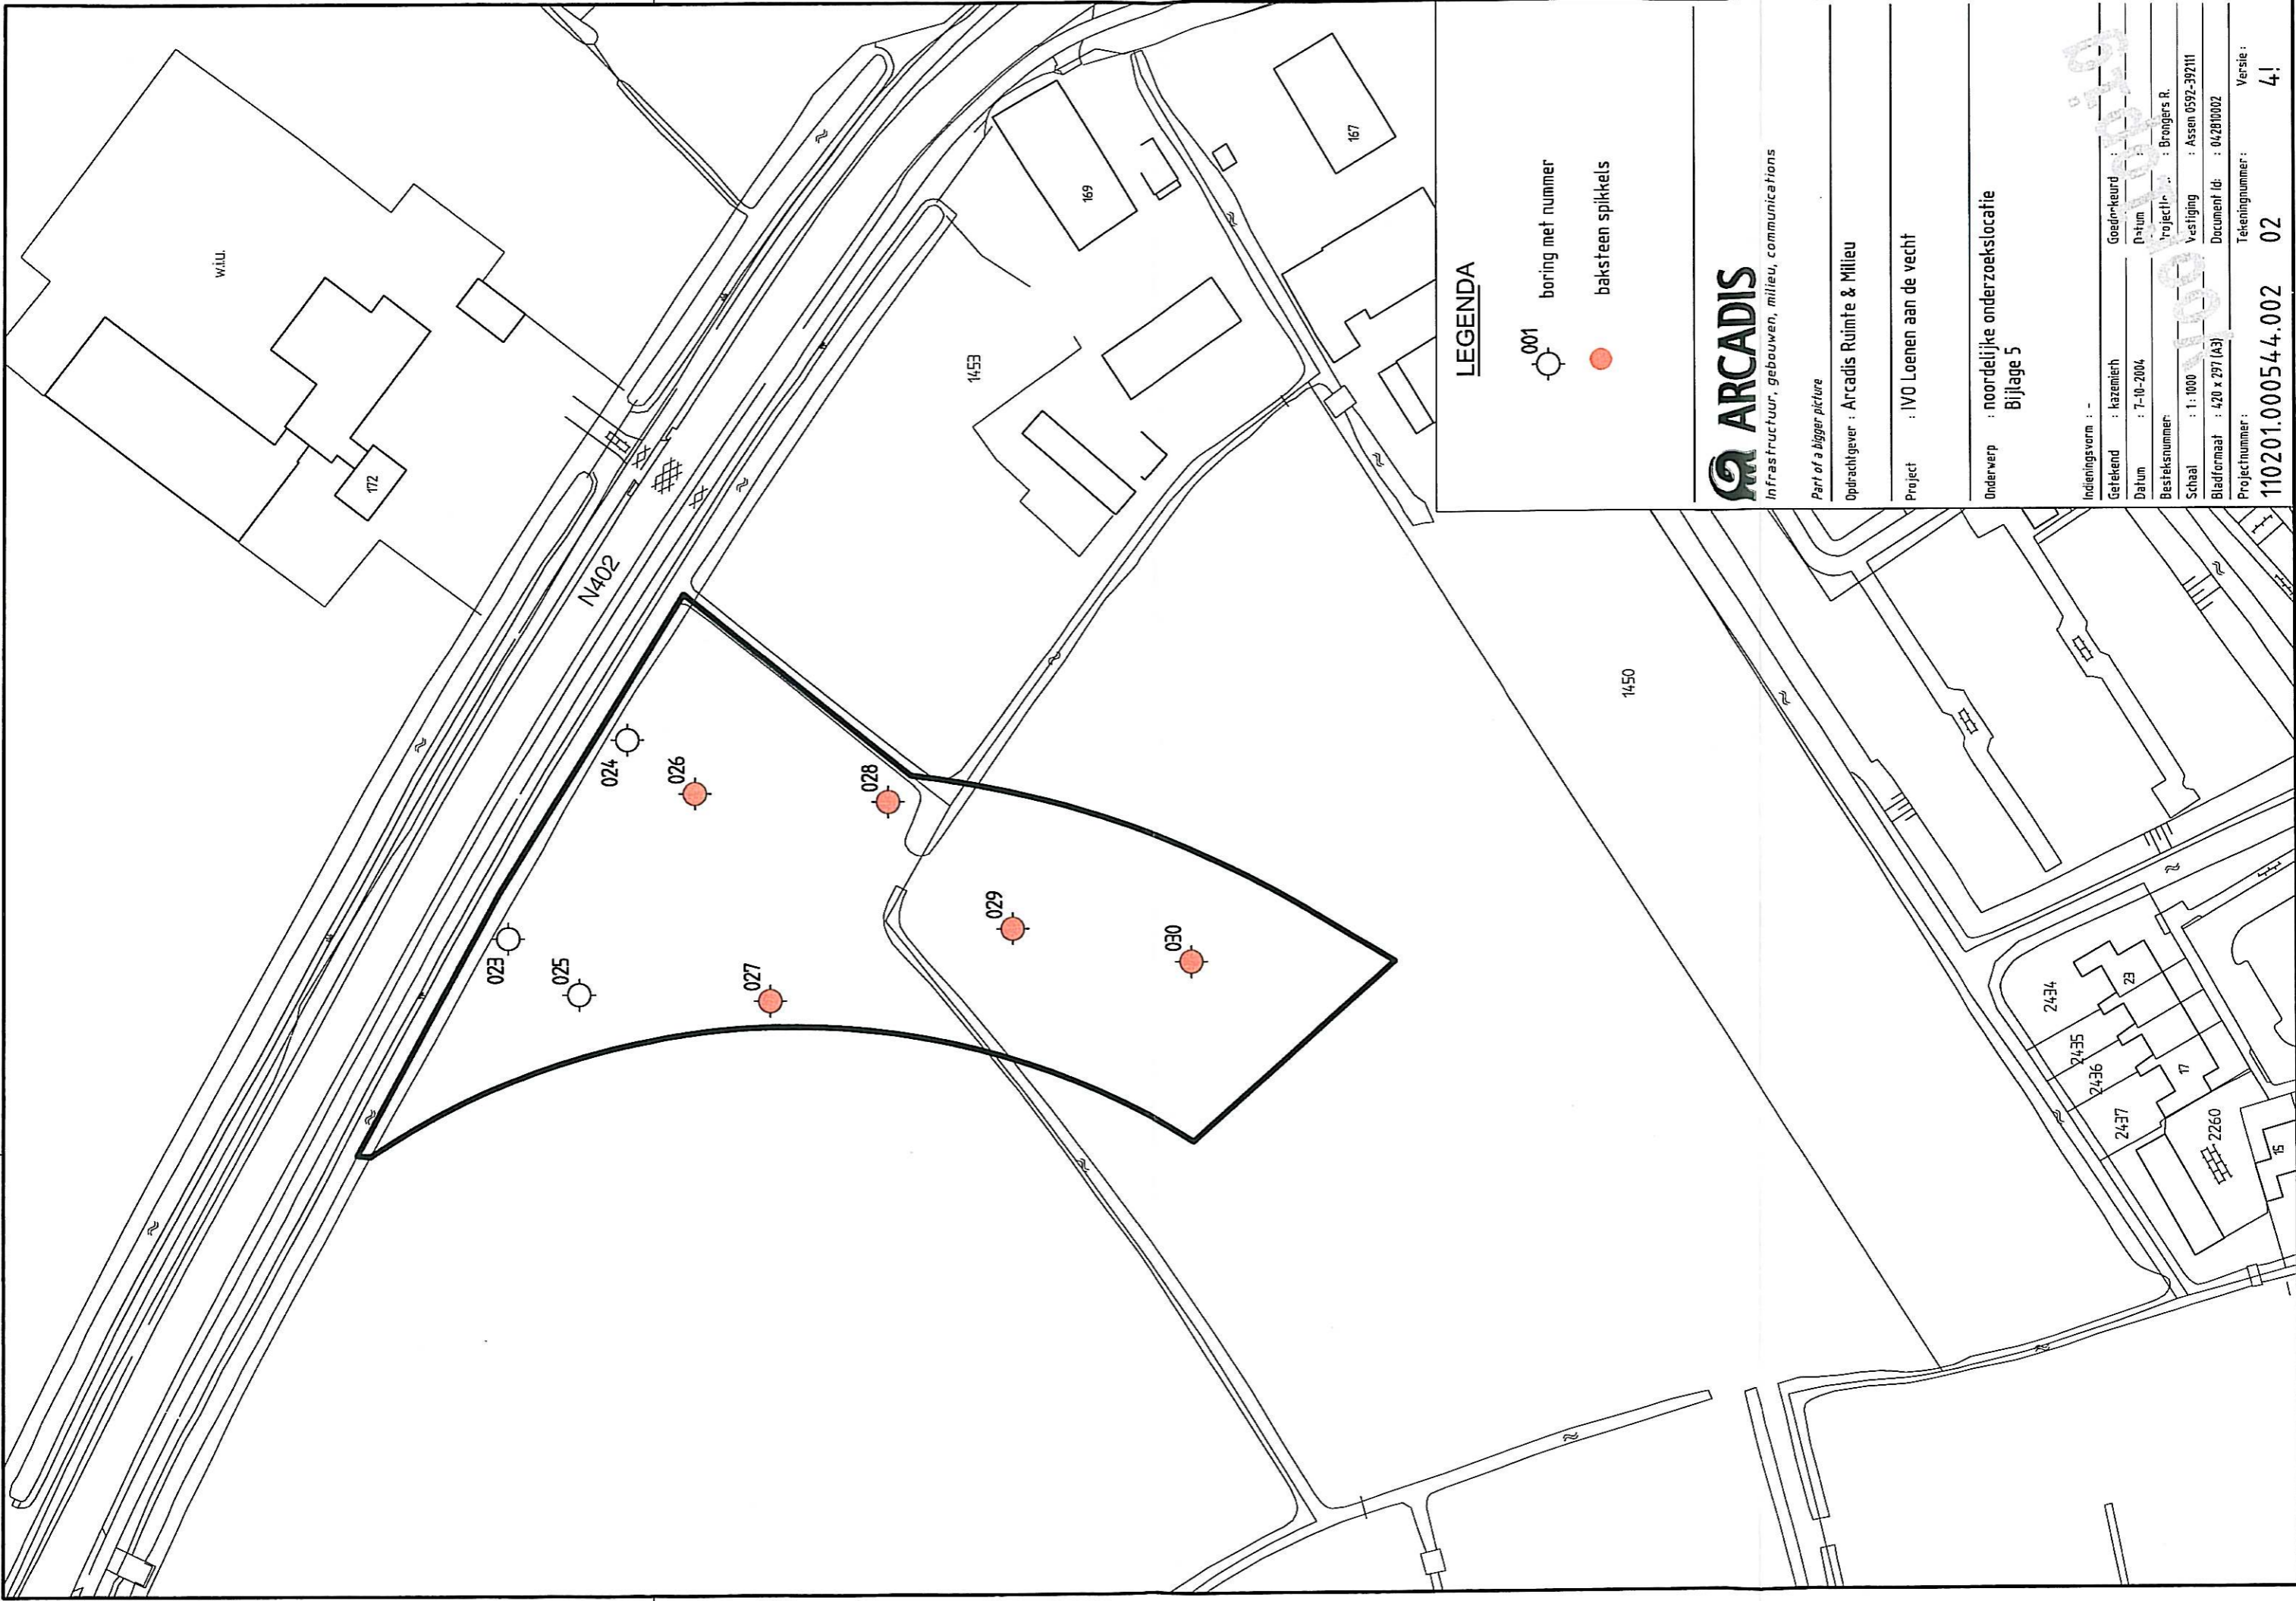 w.i.u.
172
N402
1453
169
167
1450
024
026
028
023
025
027
029
030
2434
2435
2436
2437
2260
23
17
15
LEGENDA
001 boring met nummer
baksteen spikkels
ARCADIS
Infrastructuur, gebouwen, milieu, communications
Part of a bigger picture
Opdrachtgever : Arcadis Ruimte & Milieu
Project : IVO Loenen aan de vecht
Onderwerp : noordelijke onderzoekslocatie
Bijlage 5
Indieningsvorm : -
Getekend : kazemierh Goedgekeurd :
Datum : 7-10-2004 Datum :
Besteksnummer: : Brongers R.
Schaal : 1: 1000 Vestiging : Assen 0592-392111
Bladformaat : 420 x 297 (A3) Document Id: : 042810002
Projectnummer : Tekeningnummer : Versie :
110201.000544.002 02 4!